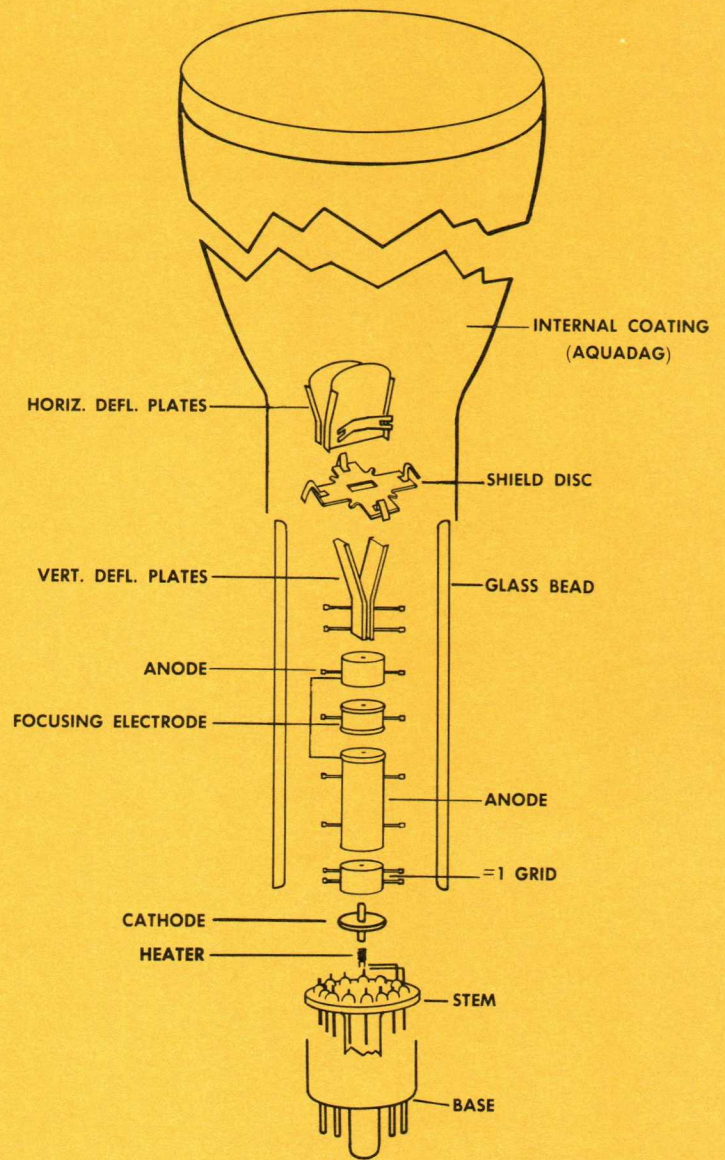 INTERNAL COATING
(AQUADAG)
HORIZ. DEFL. PLATES
SHIELD DISC
VERT. DEFL. PLATES
GLASS BEAD
ANODE
FOCUSING ELECTRODE
ANODE
=1 GRID
CATHODE
HEATER
STEM
BASE